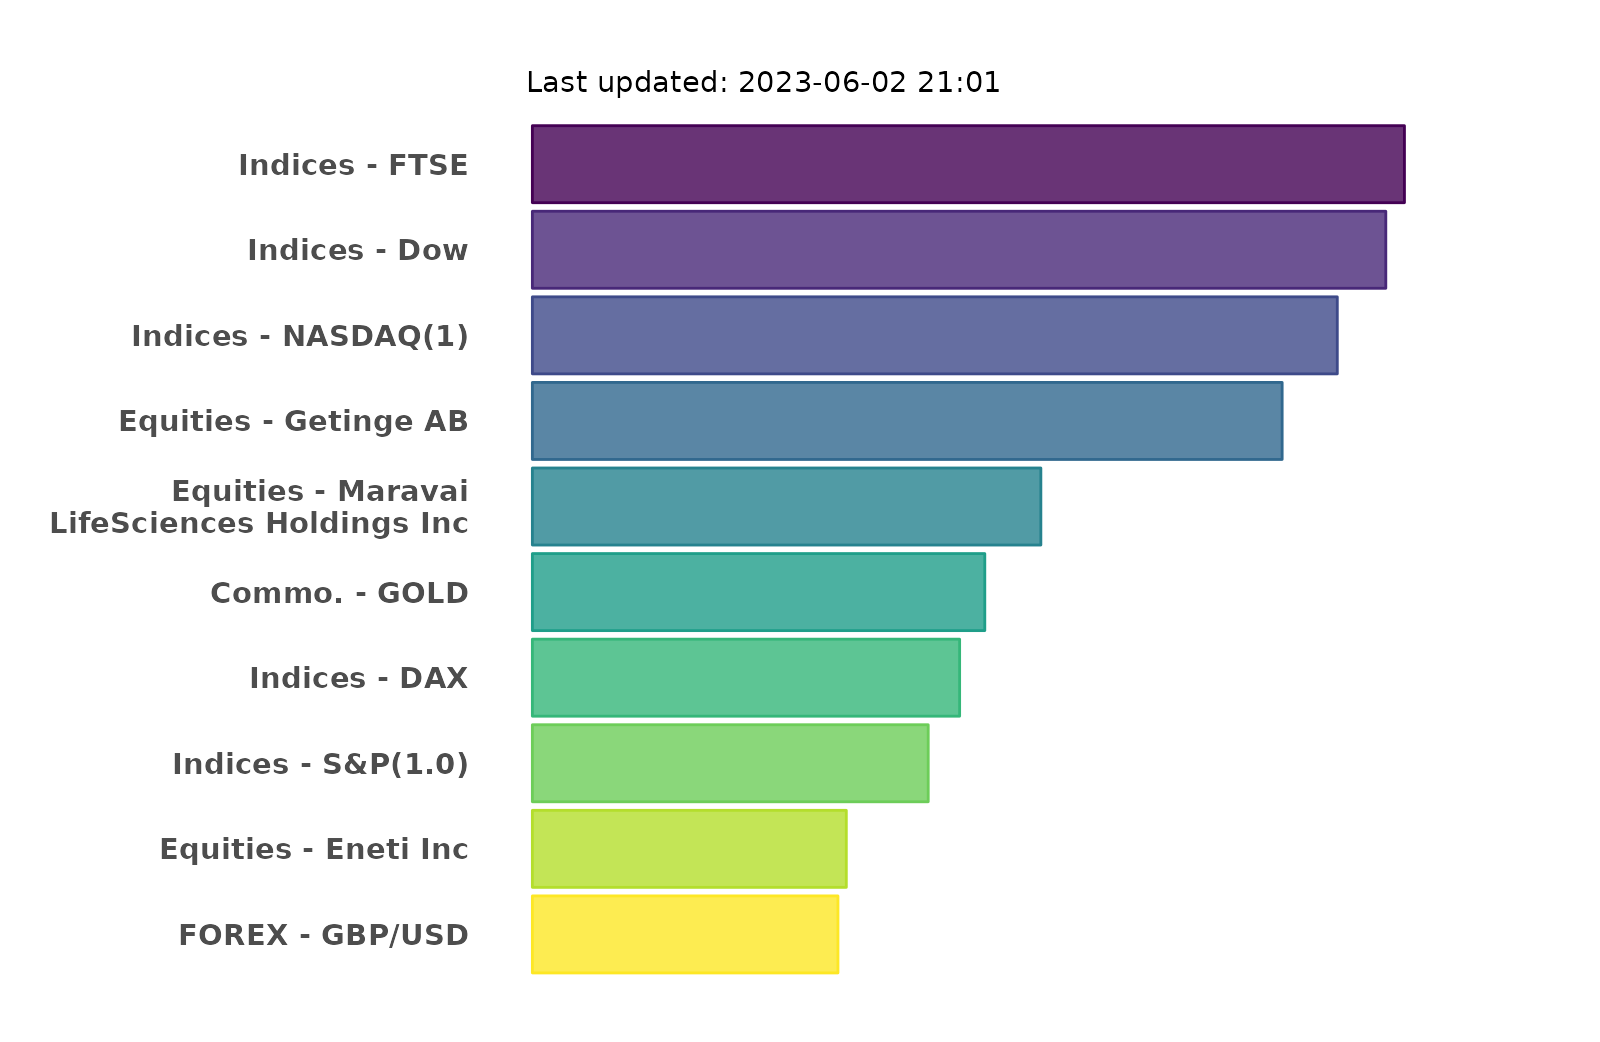 Last updated: 2023-06-02 21:01
Indices - FTSE
Indices - Dow
Indices - NASDAQ(1)
Equities - Getinge AB
Equities - Maravai
LifeSciences Holdings Inc
Commo. - GOLD
Indices - DAX
Indices - S&P(1.0)
Equities - Eneti Inc
FOREX - GBP/USD